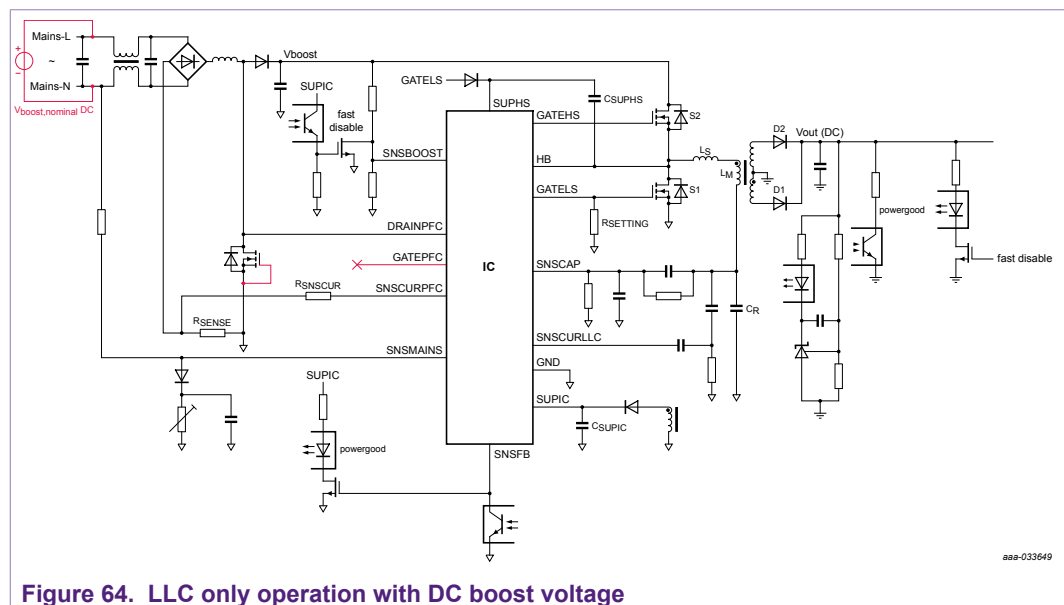 Mains-L
+
~
−
Mains-N
Vboost,nominal DC
Vboost
SUPIC
fast
disable
GATELS
SUPHS
CSUPHS
GATEHS
S2
SNSBOOST
HB
LS
LM
D2
Vout (DC)
GATELS
S1
D1
RSETTING
powergood
DRAINPFC
GATEPFC
IC
SNSCAP
fast disable
RSNSCUR
SNSCURPFC
CR
RSENSE
SNSCURLLC
SNSMAINS
GND
SUPIC
SUPIC
CSUPIC
powergood
SNSFB
aaa-033649
Figure 64. LLC only operation with DC boost voltage